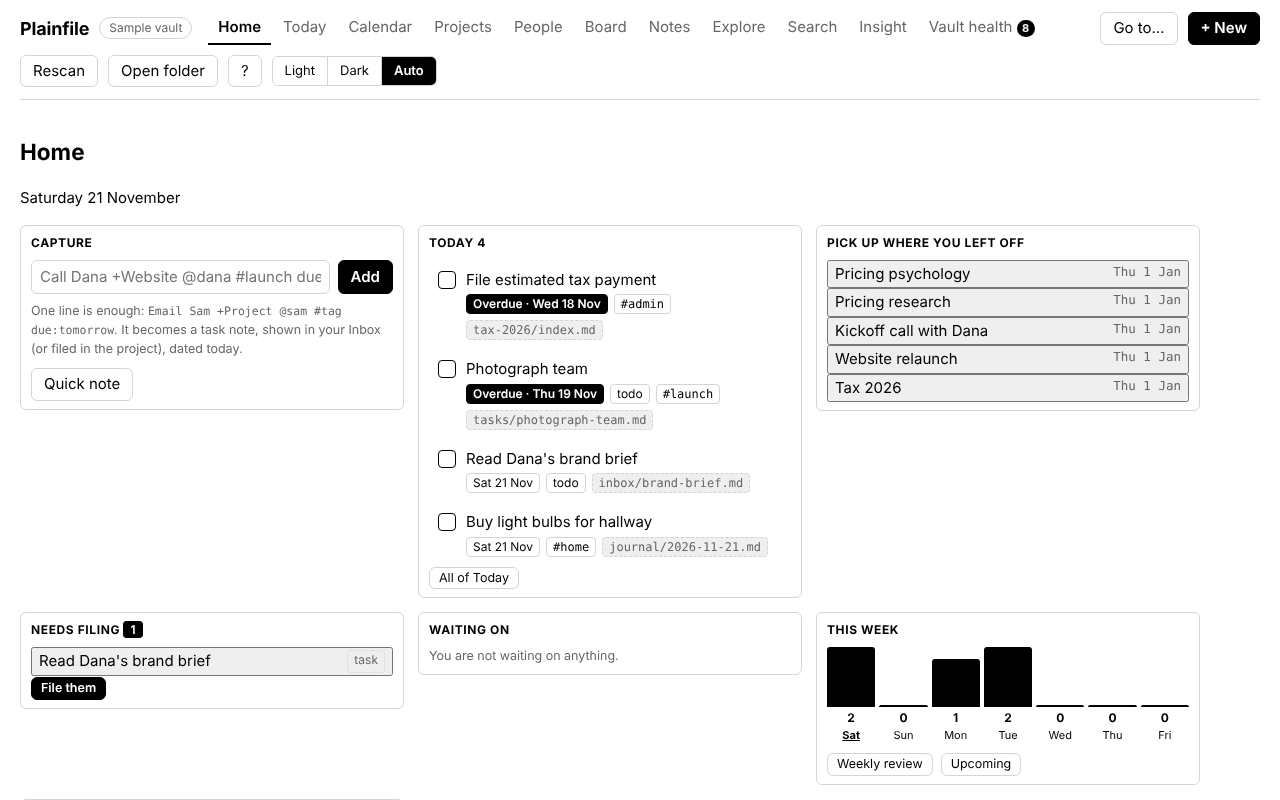 Plainfile Sample vault Home Today Calendar Projects People Board Notes Explore Search Insight Vault health 8 Go to… + New
Rescan Open folder ? Light Dark Auto
Home
Saturday 21 November
CAPTURE
Call Dana +Website @dana #launch due Add
One line is enough: Email Sam +Project @sam #tag
due:tomorrow. It becomes a task note, shown in your Inbox
(or filed in the project), dated today.
Quick note
TODAY 4
File estimated tax payment
Overdue · Wed 18 Nov #admin
tax-2026/index.md
Photograph team
Overdue · Thu 19 Nov todo #launch
tasks/photograph-team.md
Read Dana's brand brief
Sat 21 Nov todo inbox/brand-brief.md
Buy light bulbs for hallway
Sat 21 Nov #home journal/2026-11-21.md
All of Today
PICK UP WHERE YOU LEFT OFF
Pricing psychology Thu 1 Jan
Pricing research Thu 1 Jan
Kickoff call with Dana Thu 1 Jan
Website relaunch Thu 1 Jan
Tax 2026 Thu 1 Jan
NEEDS FILING 1
Read Dana's brand brief task
File them
WAITING ON
You are not waiting on anything.
THIS WEEK
2 0 1 2 0 0 0
Sat Sun Mon Tue Wed Thu Fri
Weekly review Upcoming